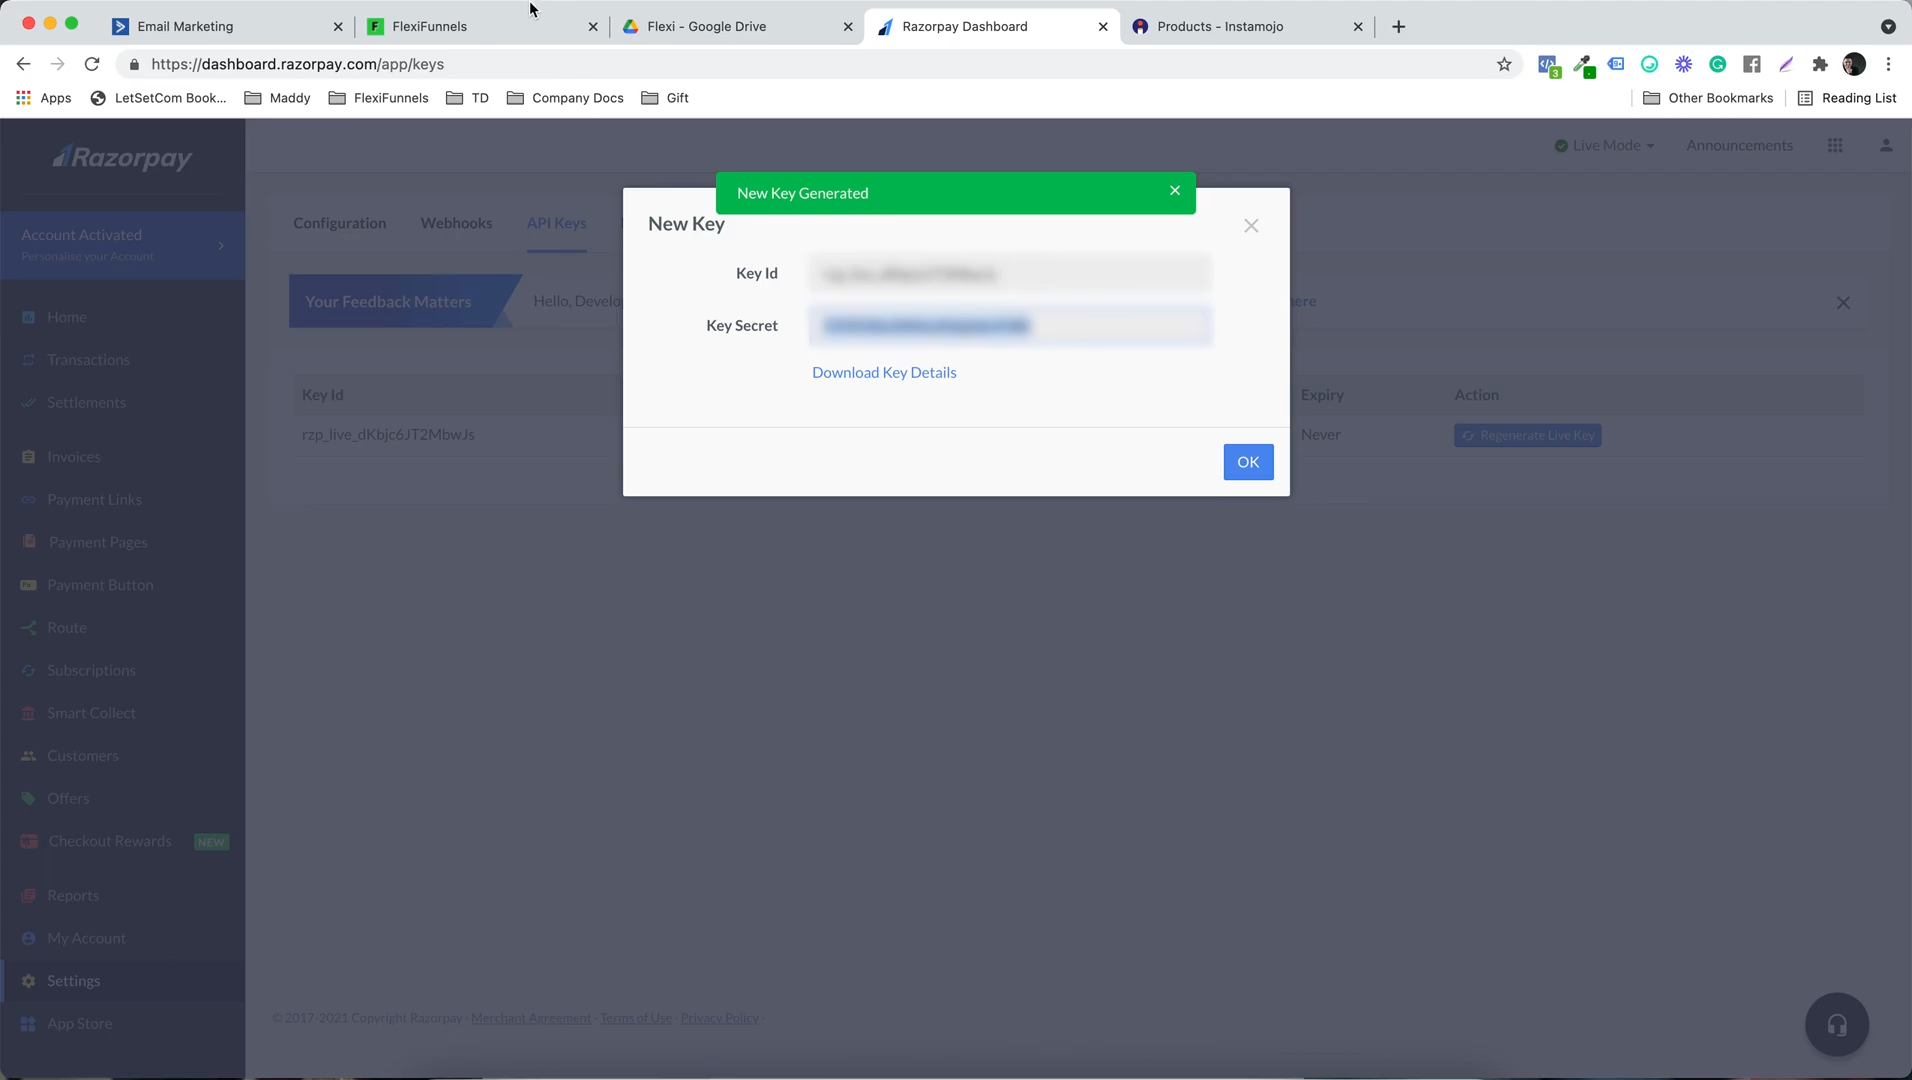 Email Marketing
FlexiFunnels
Flexi - Google Drive
Razorpay Dashboard
Products - Instamojo
https://dashboard.razorpay.com/app/keys
3
Apps
LetSetCom Book...
Maddy
FlexiFunnels
TD
Company Docs
Gift
Other Bookmarks
Reading List
Razorpay
Live Mode
Announcements
New Key Generated
Account Activated
Personalise your Account
Configuration
Webhooks
API Keys
New Key
Key Id
Key Secret
Download Key Details
OK
Your Feedback Matters
Hello, Develo
here
Key Id
Expiry
Action
rzp_live_dKbjc6JT2MbwJs
Never
Regenerate Live Key
Home
Transactions
Settlements
Invoices
Payment Links
Payment Pages
Payment Button
Route
Subscriptions
Smart Collect
Customers
Offers
Checkout Rewards NEW
Reports
My Account
Settings
App Store
© 2017-2021 Copyright Razorpay · Merchant Agreement · Terms of Use · Privacy Policy ·